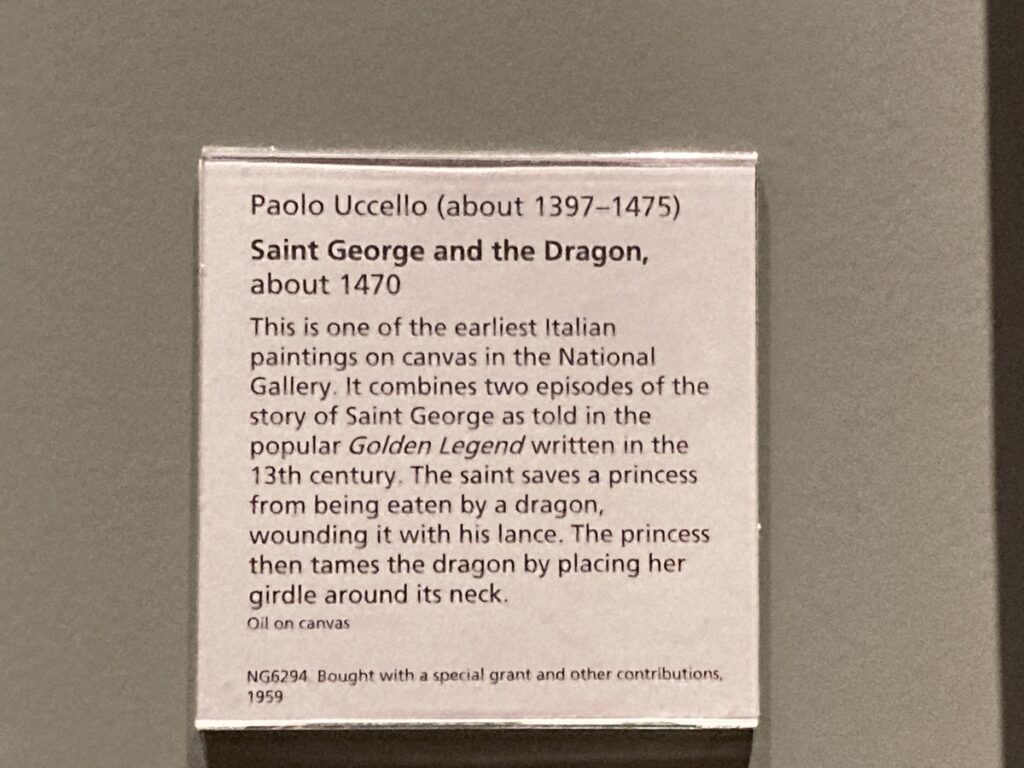 Paolo Uccello (about 1397–1475)
Saint George and the Dragon,
about 1470
This is one of the earliest Italian
paintings on canvas in the National
Gallery. It combines two episodes of the
story of Saint George as told in the
popular Golden Legend written in the
13th century. The saint saves a princess
from being eaten by a dragon,
wounding it with his lance. The princess
then tames the dragon by placing her
girdle around its neck.
Oil on canvas
NG6294 Bought with a special grant and other contributions,
1959